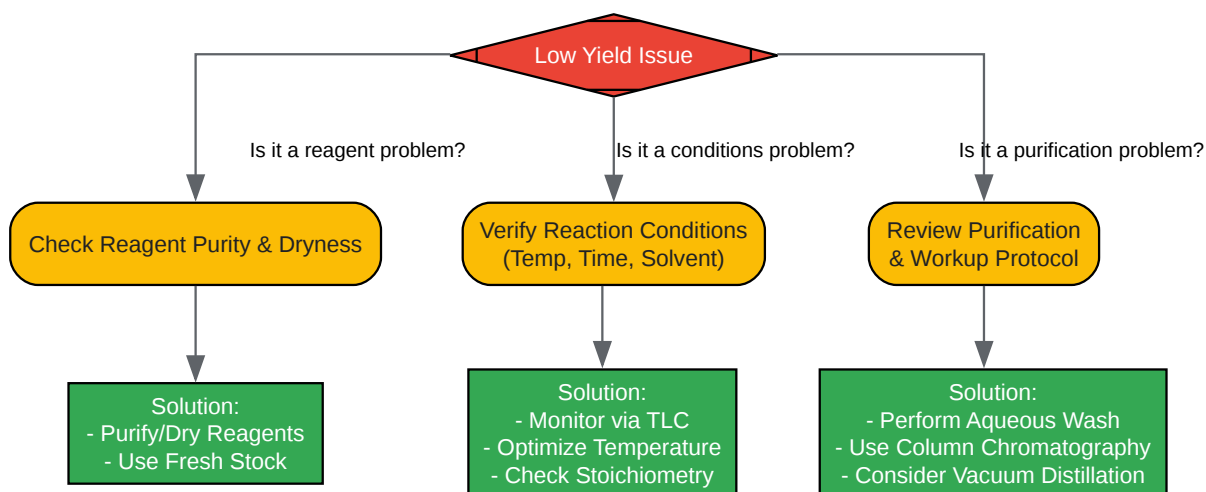 Low Yield Issue
Is it a reagent problem?
Is it a conditions problem?
Is it a purification problem?
Check Reagent Purity & Dryness
Verify Reaction Conditions
(Temp, Time, Solvent)
Review Purification
& Workup Protocol
Solution:
- Purify/Dry Reagents
- Use Fresh Stock
Solution:
- Monitor via TLC
- Optimize Temperature
- Check Stoichiometry
Solution:
- Perform Aqueous Wash
- Use Column Chromatography
- Consider Vacuum Distillation